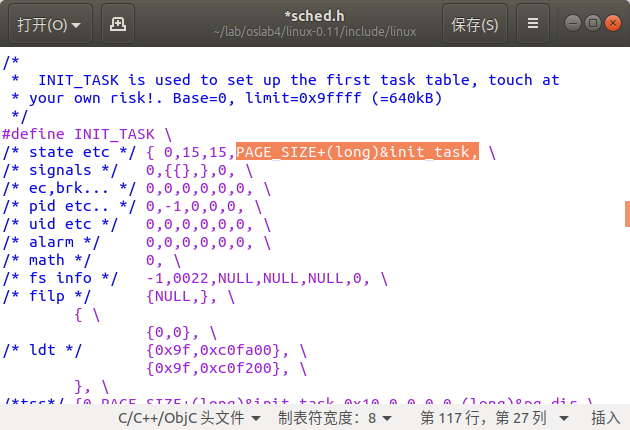 打开(O)
*sched.h
~/lab/oslab4/linux-0.11/include/linux
保存(S)
/*
 *  INIT_TASK is used to set up the first task table, touch at
 * your own risk!. Base=0, limit=0x9ffff (=640kB)
 */
#define INIT_TASK \
/* state etc */ { 0,15,15,PAGE_SIZE+(long)&init_task, \
/* signals */   0,{{},},0, \
/* ec,brk... */ 0,0,0,0,0,0, \
/* pid etc.. */ 0,-1,0,0,0, \
/* uid etc */   0,0,0,0,0,0, \
/* alarm */     0,0,0,0,0,0, \
/* math */      0, \
/* fs info */   -1,0022,NULL,NULL,NULL,0, \
/* filp */      {NULL,}, \
        { \
                {0,0}, \
/* ldt */       {0x9f,0xc0fa00}, \
                {0x9f,0xc0f200}, \
        }, \
/*tss*/ {0,PAGE_SIZE+(long)&init_task,0x10,0,0,0,0,(long)&pg_dir,\
C/C++/ObjC 头文件
制表符宽度：8
第 117 行，第 27 列
插入